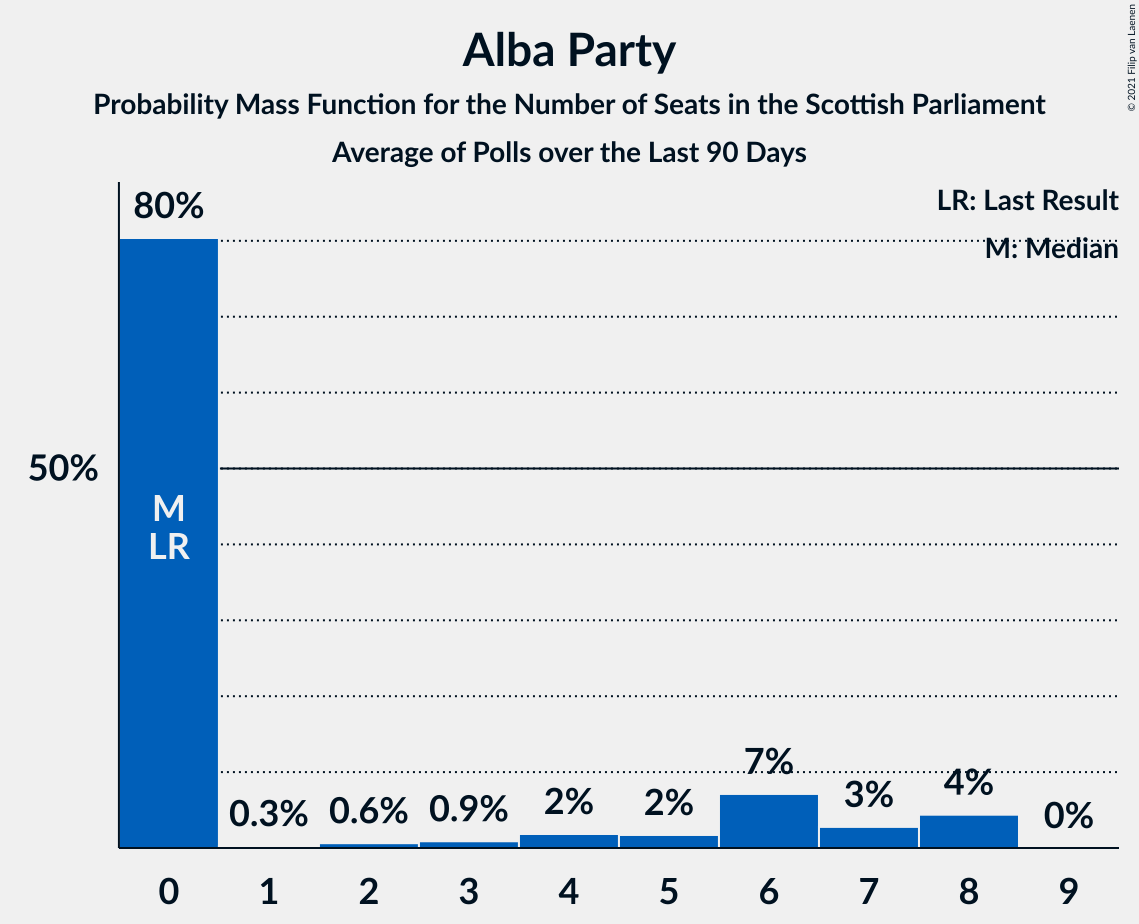 Alba Party
Probability Mass Function for the Number of Seats in the Scottish Parliament
Average of Polls over the Last 90 Days
© 2021 Filip van Laenen
LR: Last Result
M: Median
80%
50%
M
LR
0.3%
0.6%
0.9%
2%
2%
7%
3%
4%
0%
0 1 2 3 4 5 6 7 8 9